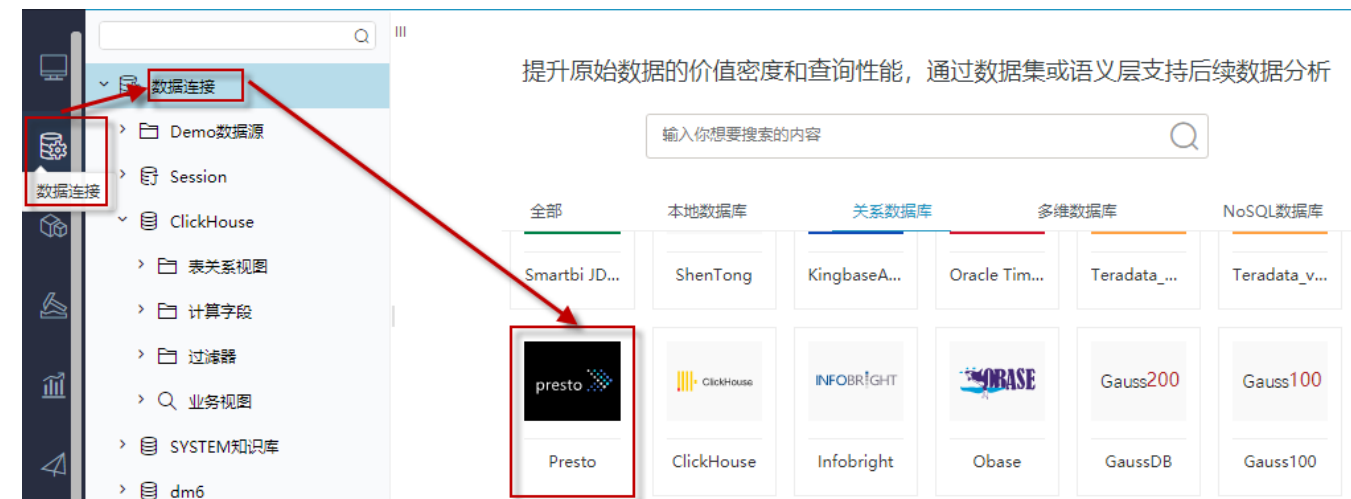 数据连接
数据连接
Demo数据源
Session
ClickHouse
表关系视图
计算字段
过滤器
业务视图
SYSTEM知识库
dm6
提升原始数据的价值密度和查询性能，通过数据集或语义层支持后续数据分析
输入你想要搜索的内容
全部 本地数据库 关系数据库 多维数据库 NoSQL数据库
Smartbi JD... ShenTong KingbaseA... Oracle Tim... Teradata_... Teradata_v...
presto ClickHouse INFOBRIGHT OBASE Gauss200 Gauss100
Presto ClickHouse Infobright Obase GaussDB Gauss100